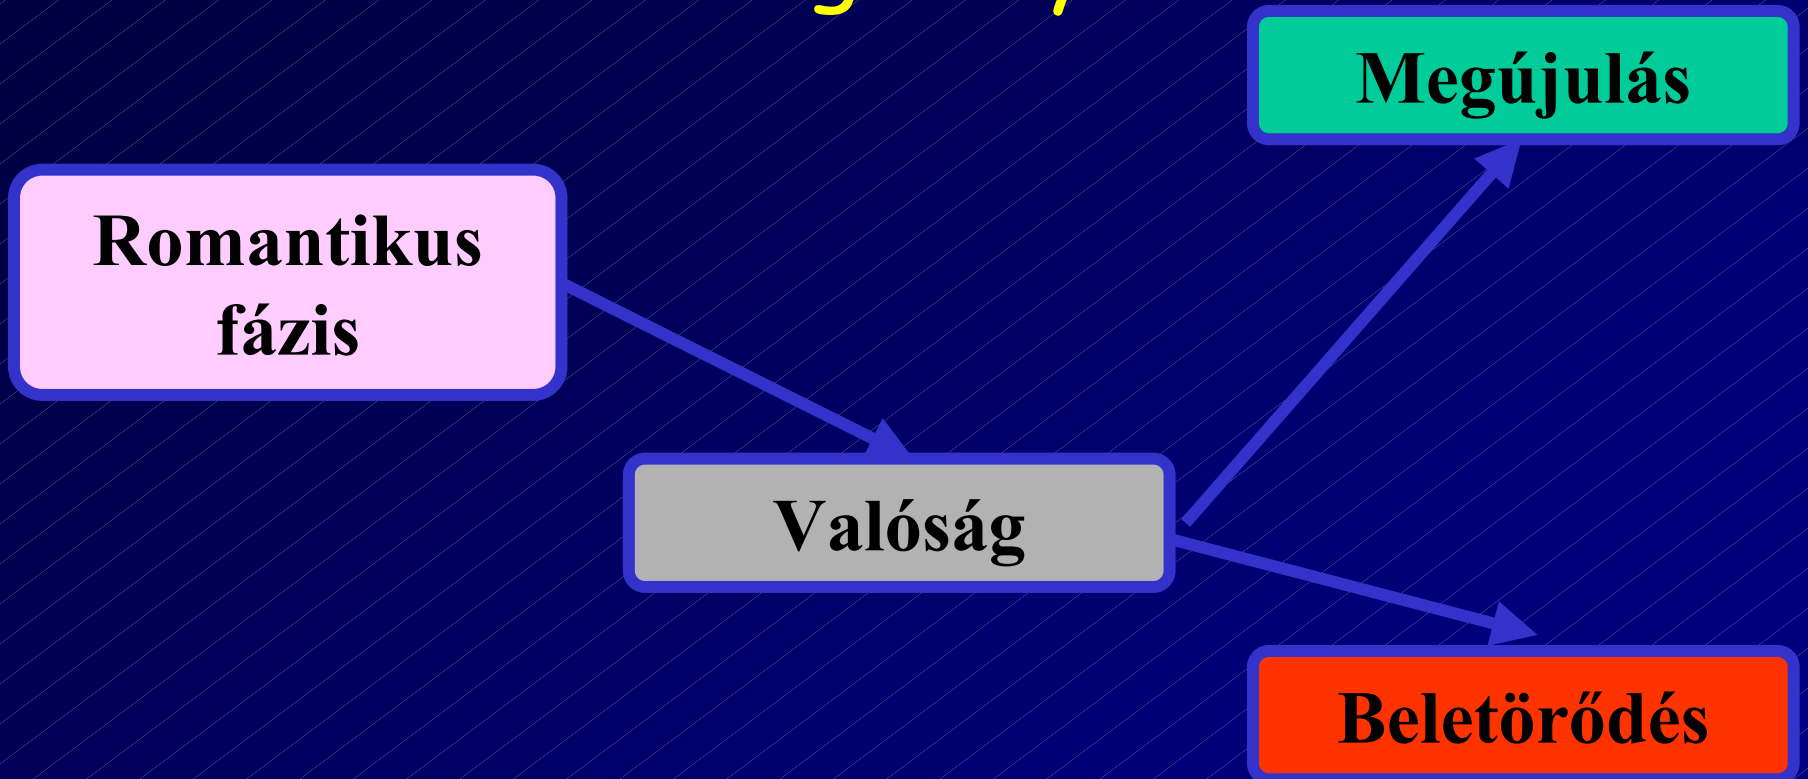 Megújulás
Romantikus
fázis
Valóság
Beletörődés